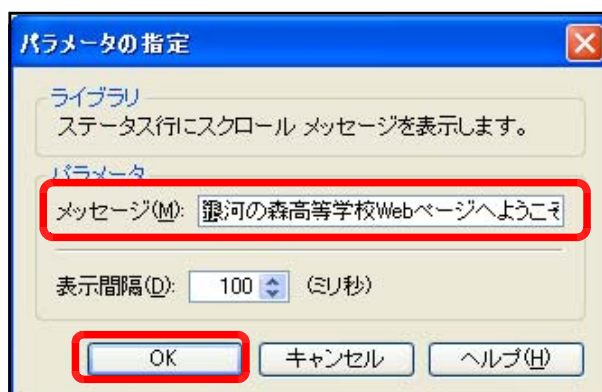 パラメータの指定
ライブラリ
ステータス行にスクロール メッセージを表示します。
パラメータ
メッセージ(M): 銀河の森高等学校Webページへようこそ
表示間隔(D): 100 (ミリ秒)
OK キャンセル ヘルプ(H)